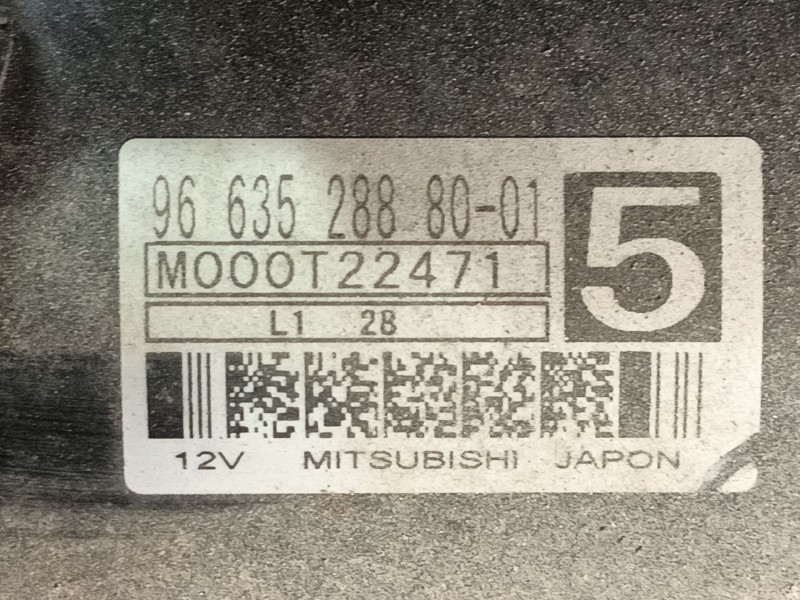 96 635 288 80-01
5
M000T22471
L1 28
12V MITSUBISHI JAPON